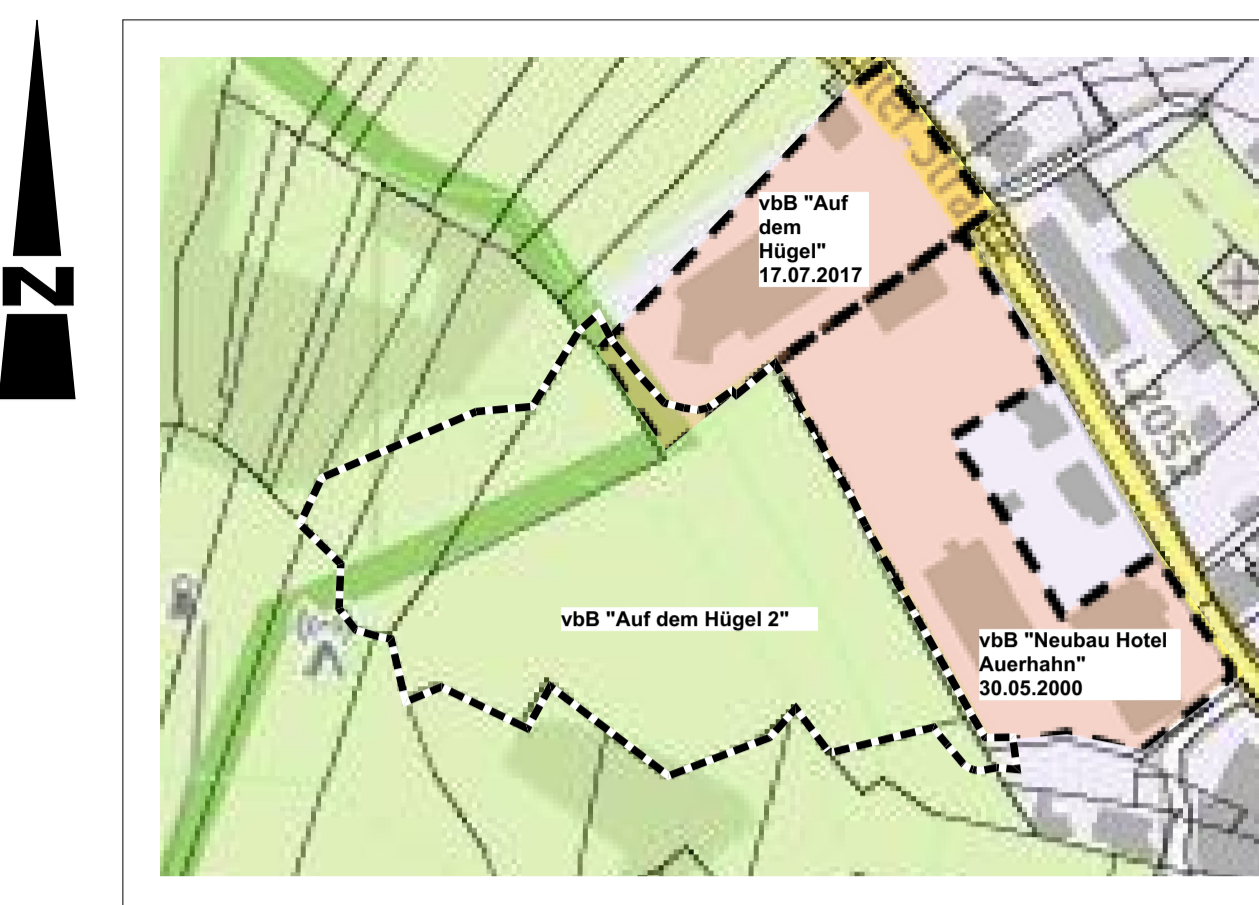 N
vbB "Auf
dem
Hügel"
17.07.2017
vbB "Auf dem Hügel 2"
vbB "Neubau Hotel
Auerhahn"
30.05.2000